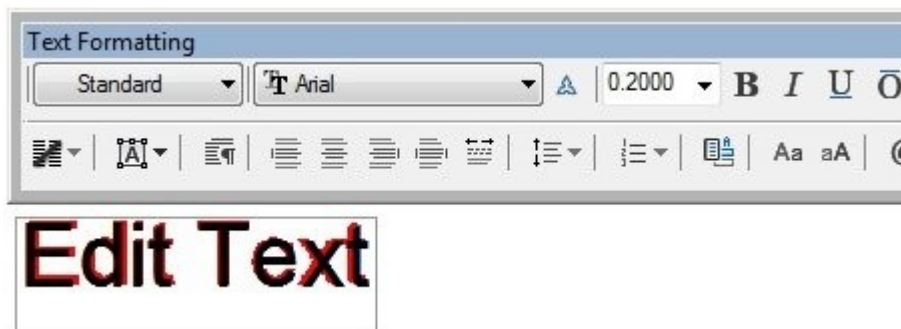 Text Formatting
Standard Arial 0.2000 B I U O
A Aa aA @
Edit Text